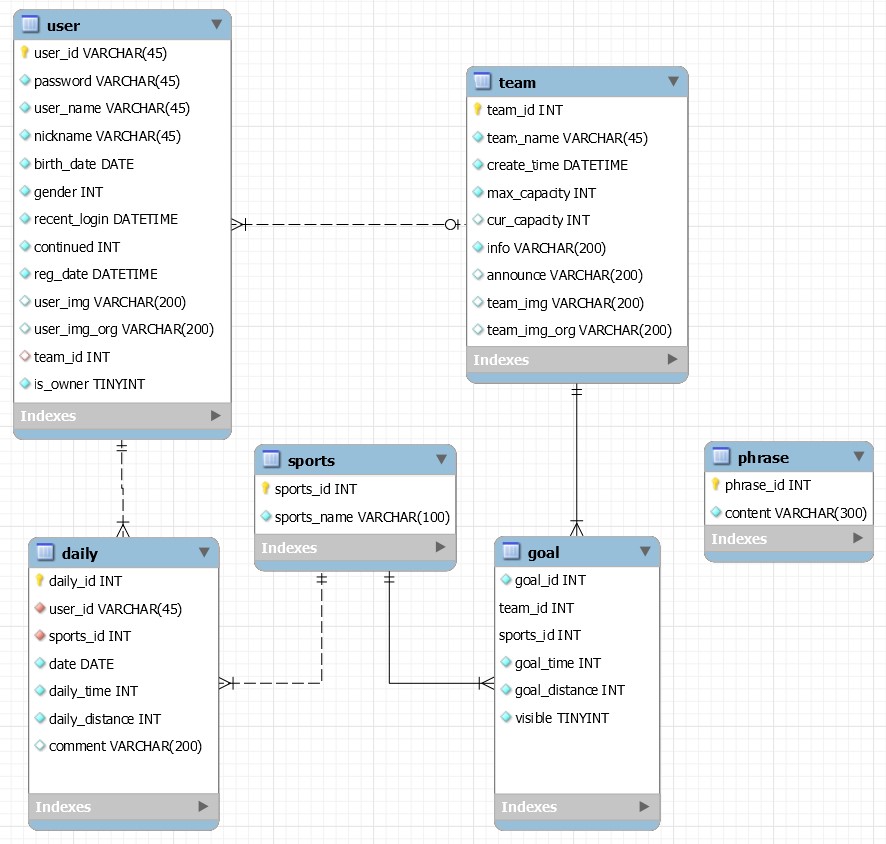 user
user_id VARCHAR(45)
password VARCHAR(45)
user_name VARCHAR(45)
nickname VARCHAR(45)
birth_date DATE
gender INT
recent_login DATETIME
continued INT
reg_date DATETIME
user_img VARCHAR(200)
user_img_org VARCHAR(200)
team_id INT
is_owner TINYINT
Indexes
team
team_id INT
team_name VARCHAR(45)
create_time DATETIME
max_capacity INT
cur_capacity INT
info VARCHAR(200)
announce VARCHAR(200)
team_img VARCHAR(200)
team_img_org VARCHAR(200)
Indexes
sports
sports_id INT
sports_name VARCHAR(100)
Indexes
phrase
phrase_id INT
content VARCHAR(300)
Indexes
daily
daily_id INT
user_id VARCHAR(45)
sports_id INT
date DATE
daily_time INT
daily_distance INT
comment VARCHAR(200)
Indexes
goal
goal_id INT
team_id INT
sports_id INT
goal_time INT
goal_distance INT
visible TINYINT
Indexes